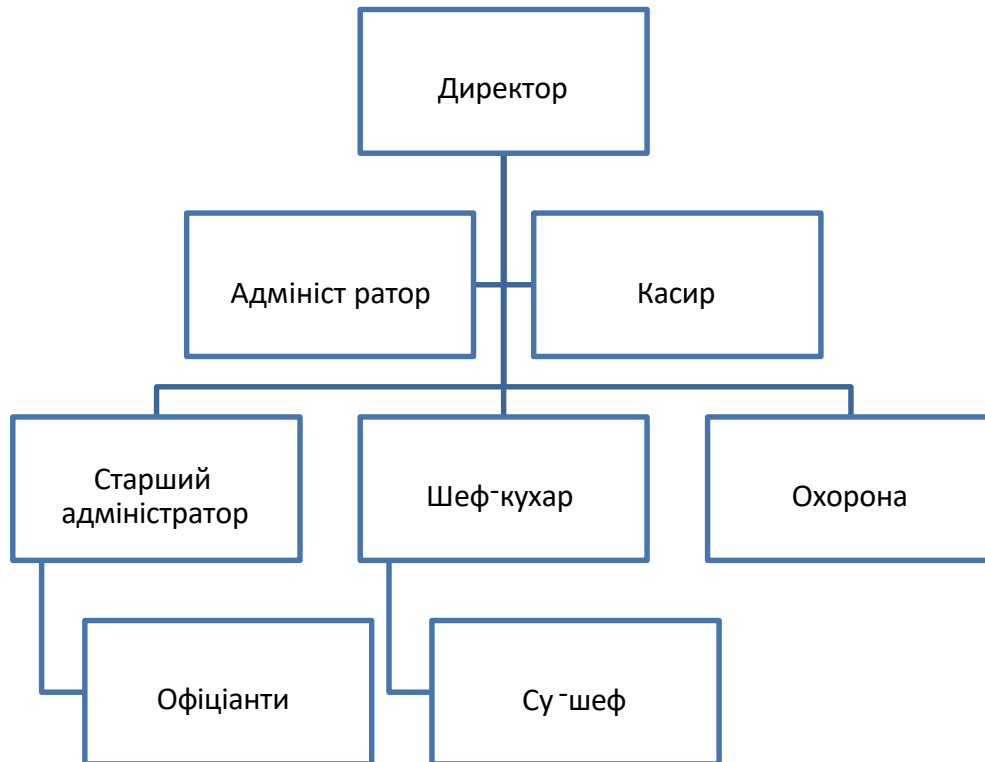 Директор
Адмініст ратор
Касир
Старший
адміністратор
Шеф-кухар
Охорона
Офіціанти
Су -шеф